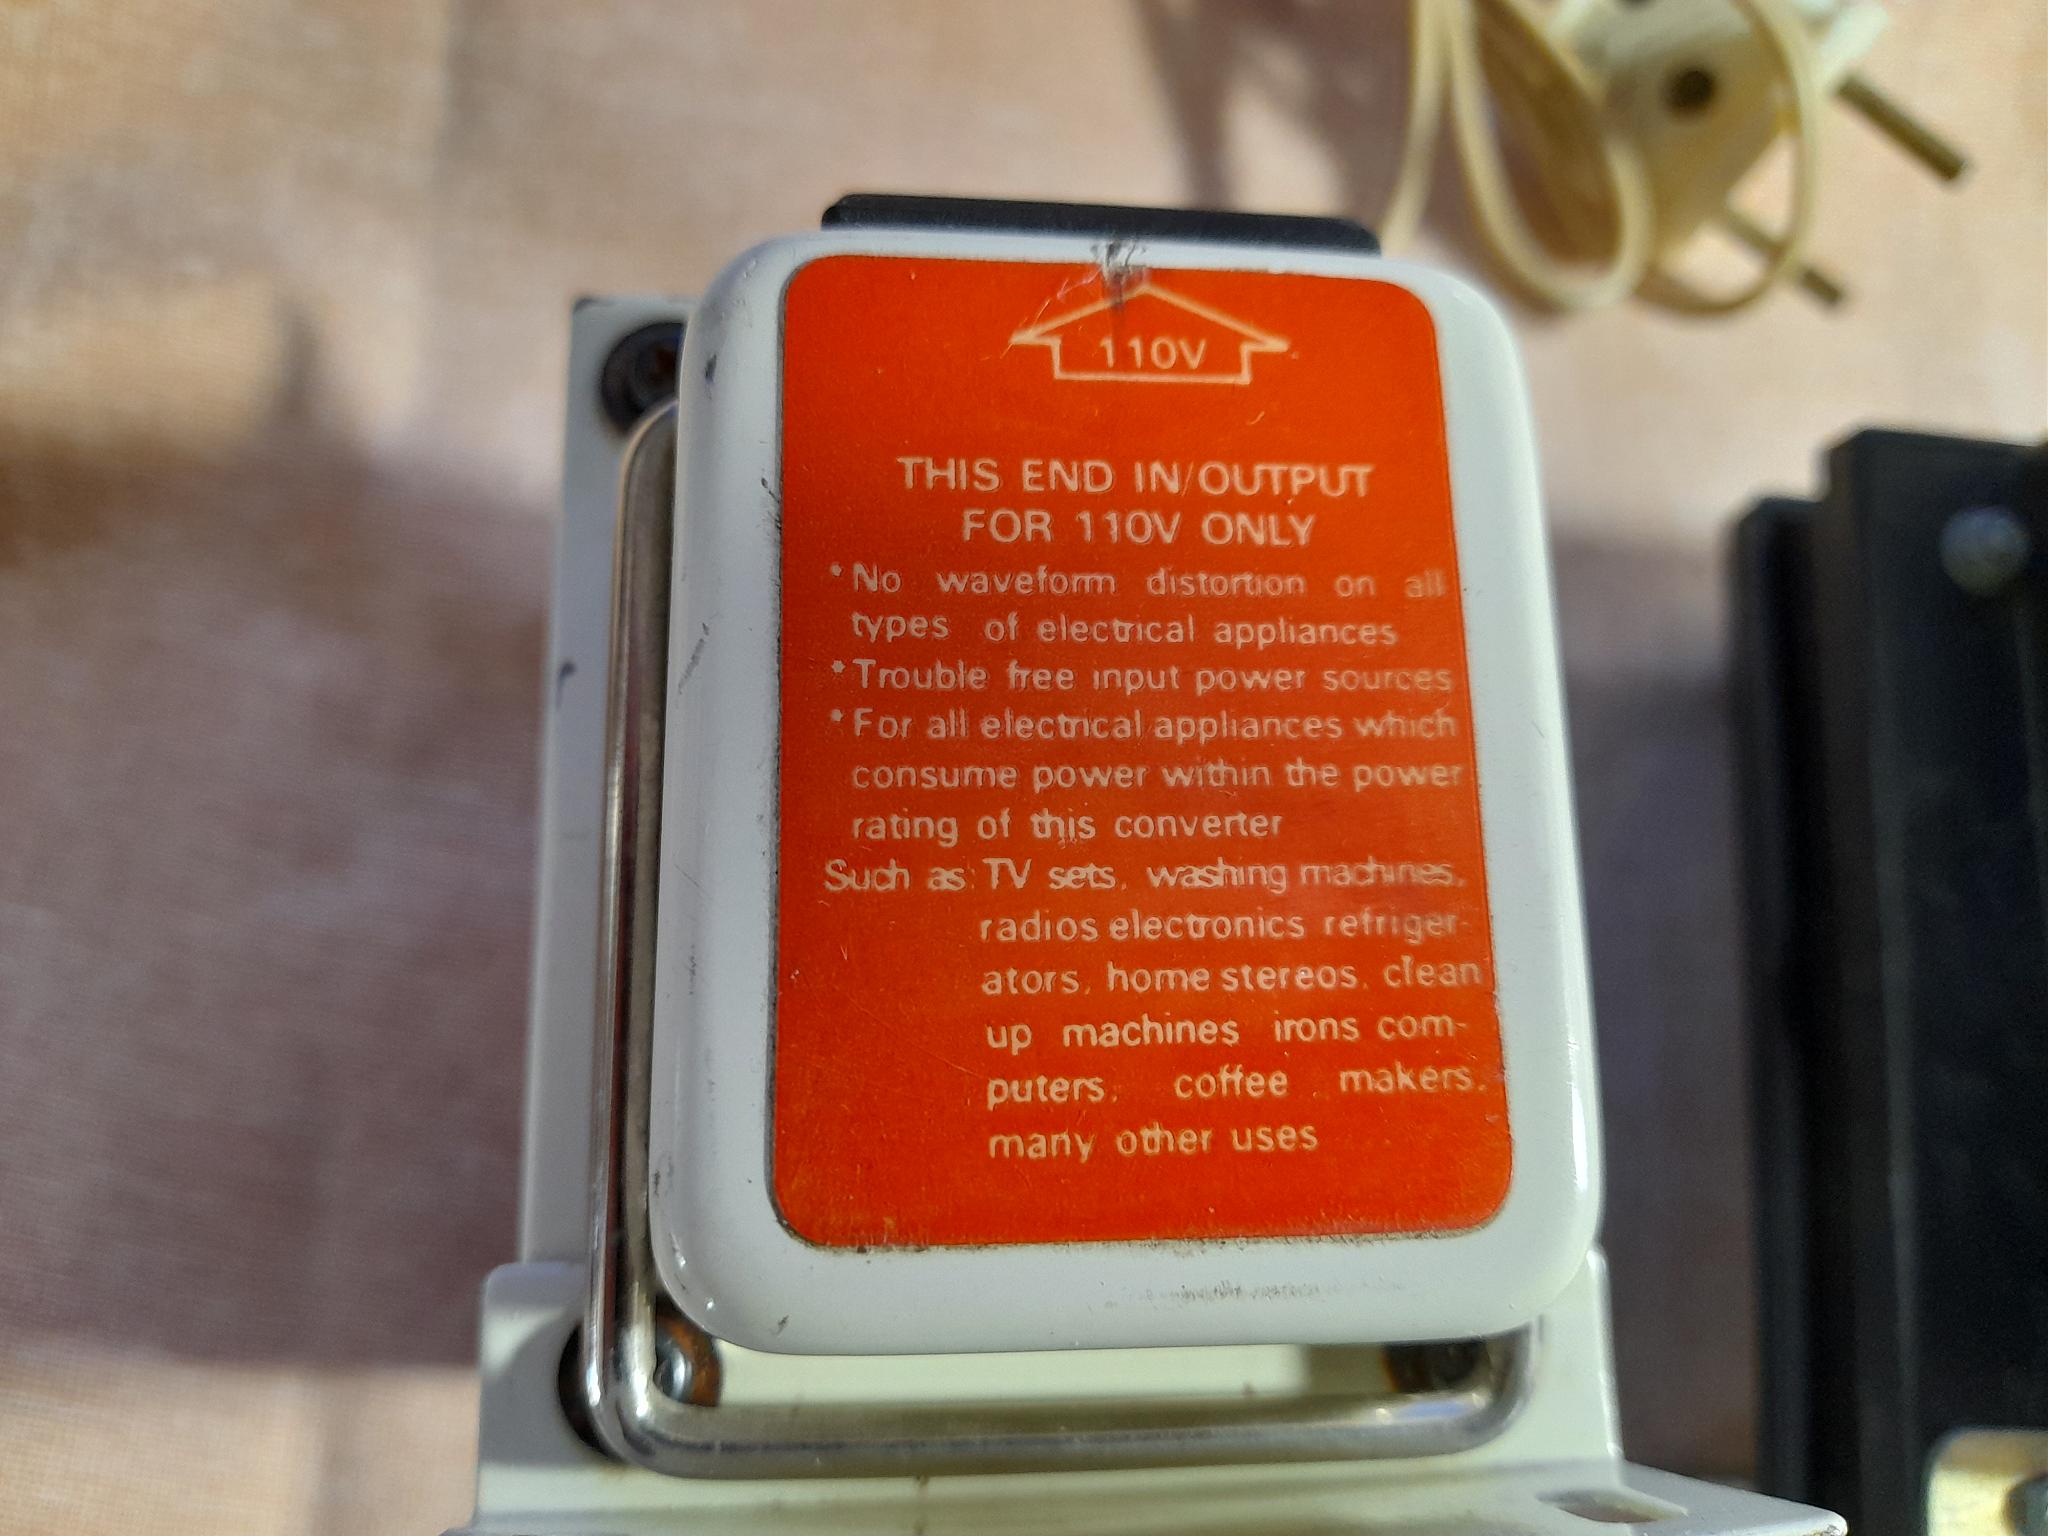 110V
THIS END IN/OUTPUT
FOR 110V ONLY
*No waveform distortion on all
types of electrical appliances
*Trouble free input power sources
*For all electrical appliances which
consume power within the power
rating of this converter
Such as: TV sets, washing machines,
radios electronics refriger-
ators, home stereos, clean
up machines irons com-
puters, coffee makers,
many other uses